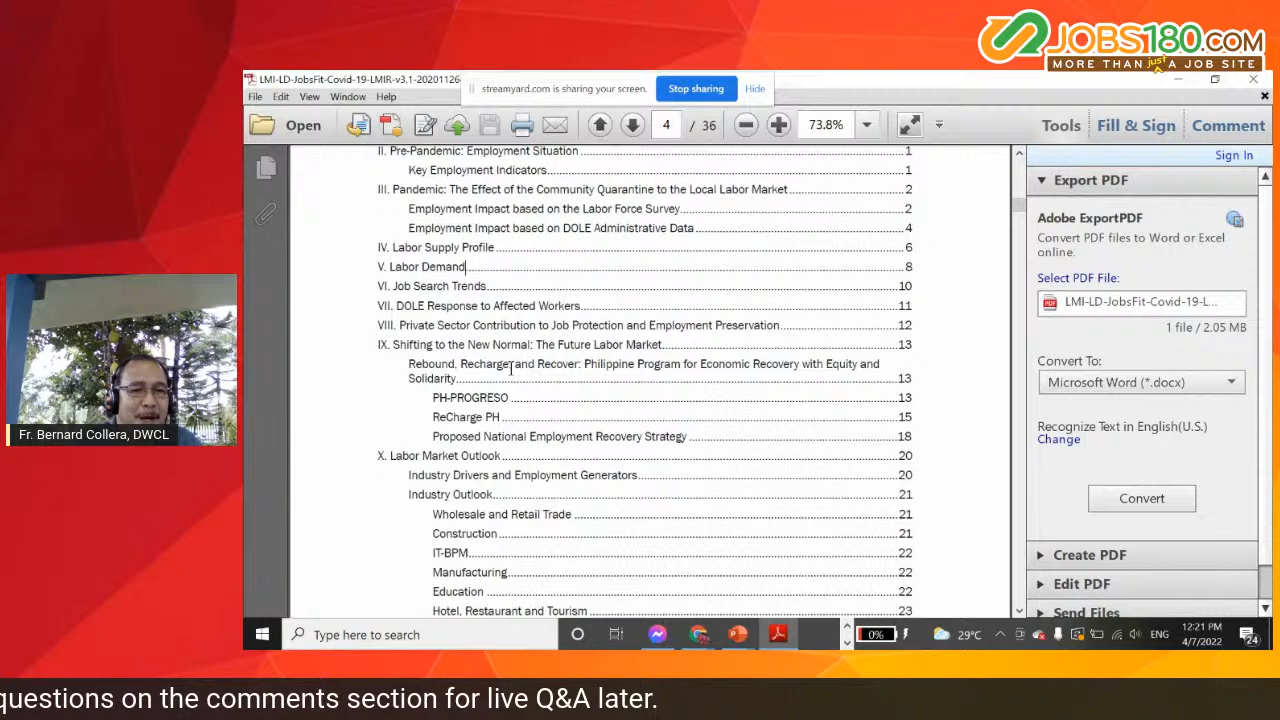 JOBS180.COM
MORE THAN just A JOB SITE
LMI-LD-JobsFit-Covid-19-LMIR-v3.1-20201126
streamyard.com is sharing your screen.
Stop sharing
Hide
File Edit View Window Help
Open
4 / 36
73.8%
Tools
Fill & Sign
Comment
Sign In
II. Pre-Pandemic: Employment Situation 1
Key Employment Indicators 1
III. Pandemic: The Effect of the Community Quarantine to the Local Labor Market 2
Employment Impact based on the Labor Force Survey 2
Employment Impact based on DOLE Administrative Data 4
IV. Labor Supply Profile 6
V. Labor Demand 8
VI. Job Search Trends 10
VII. DOLE Response to Affected Workers 11
VIII. Private Sector Contribution to Job Protection and Employment Preservation 12
IX. Shifting to the New Normal: The Future Labor Market 13
Rebound, Recharge and Recover: Philippine Program for Economic Recovery with Equity and
Solidarity 13
PH-PROGRESO 13
ReCharge PH 15
Proposed National Employment Recovery Strategy 18
X. Labor Market Outlook 20
Industry Drivers and Employment Generators 20
Industry Outlook 21
Wholesale and Retail Trade 21
Construction 21
IT-BPM 22
Manufacturing 22
Education 22
Hotel, Restaurant and Tourism 23
Export PDF
Adobe ExportPDF
Convert PDF files to Word or Excel
online.
Select PDF File:
LMI-LD-JobsFit-Covid-19-L...
1 file / 2.05 MB
Convert To:
Microsoft Word (*.docx)
Recognize Text in English(U.S.)
Change
Convert
Create PDF
Edit PDF
Send Files
Fr. Bernard Collera, DWCL
Type here to search
0%
29°C
ENG
12:21 PM
4/7/2022
24
questions on the comments section for live Q&A later.